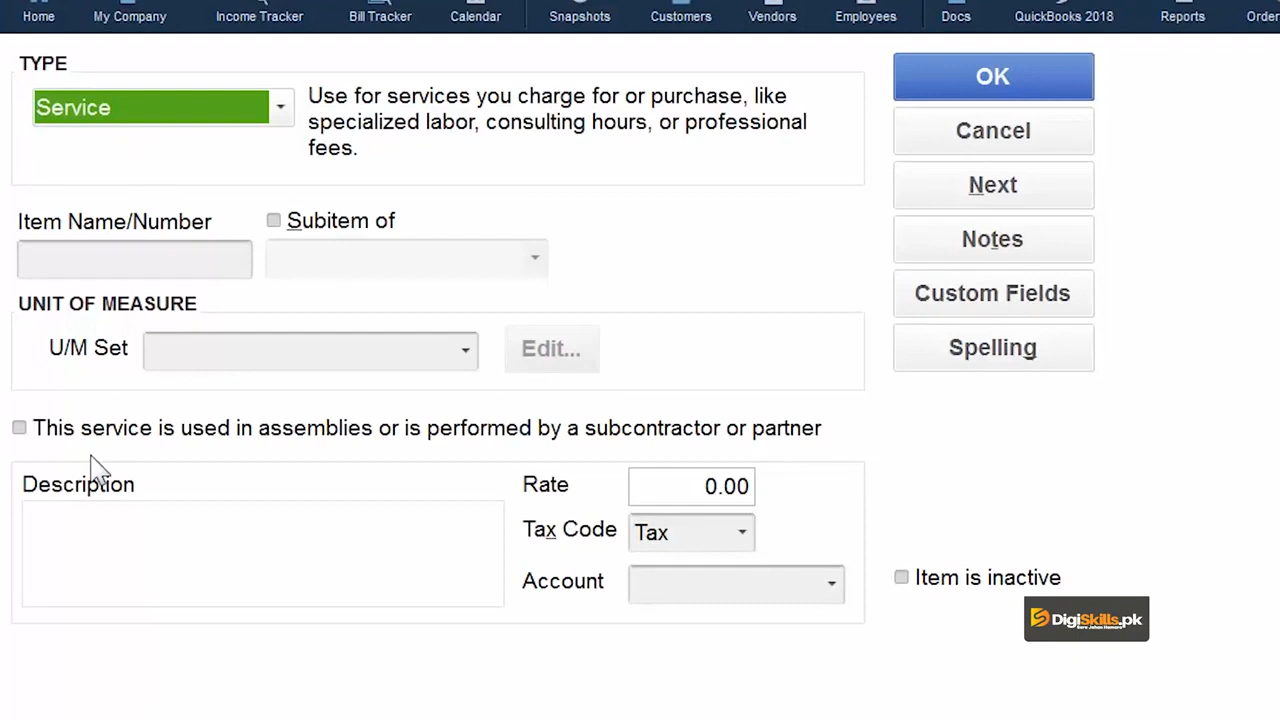 Home My Company Income Tracker Bill Tracker Calendar Snapshots Customers Vendors Employees Docs QuickBooks 2018 Reports Order
TYPE
Service
Use for services you charge for or purchase, like
specialized labor, consulting hours, or professional
fees.
OK
Cancel
Next
Notes
Custom Fields
Spelling
Item Name/Number
Subitem of
UNIT OF MEASURE
U/M Set
Edit...
This service is used in assemblies or is performed by a subcontractor or partner
Description
Rate 0.00
Tax Code Tax
Account
Item is inactive
DigiSkills.pk